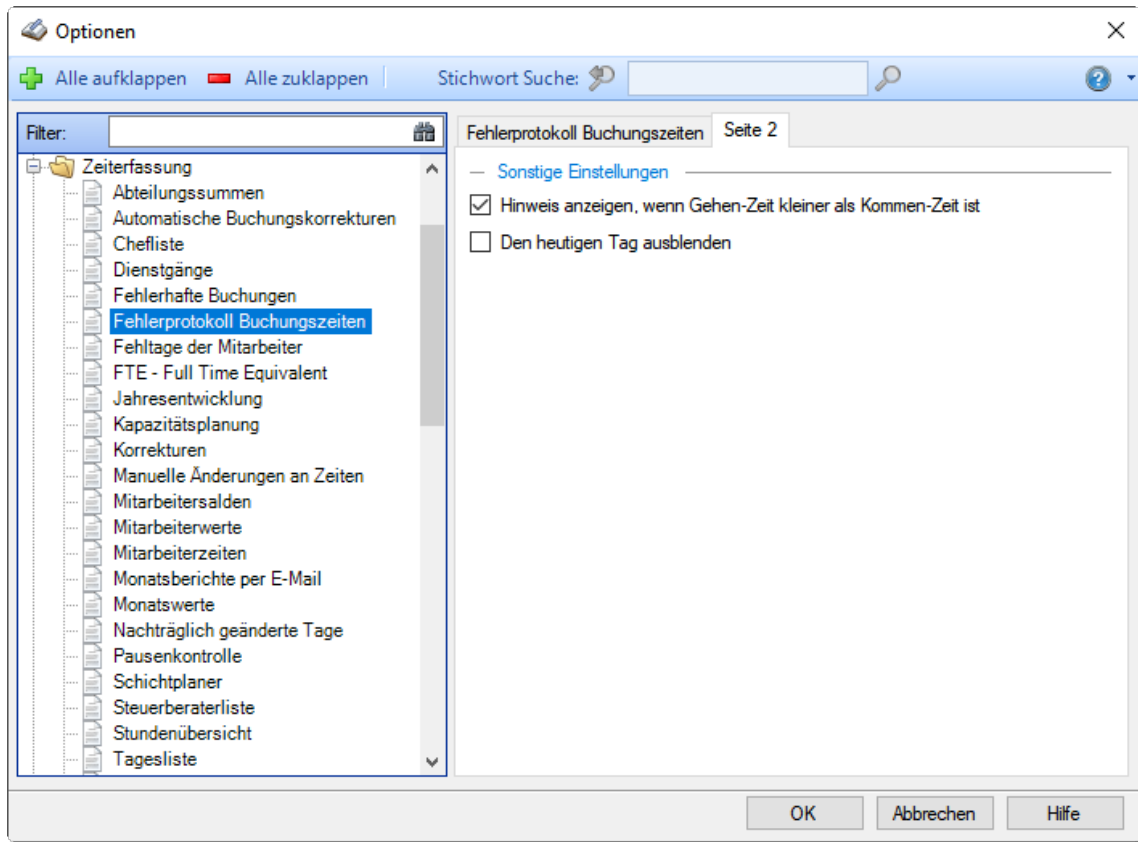 Optionen
Alle aufklappen Alle zuklappen Stichwort Suche:
Filter:
Zeiterfassung
Abteilungssummen
Automatische Buchungskorrekturen
Chefliste
Dienstgänge
Fehlerhafte Buchungen
Fehlerprotokoll Buchungszeiten
Fehltage der Mitarbeiter
FTE - Full Time Equivalent
Jahresentwicklung
Kapazitätsplanung
Korrekturen
Manuelle Änderungen an Zeiten
Mitarbeitersalden
Mitarbeiterwerte
Mitarbeiterzeiten
Monatsberichte per E-Mail
Monatswerte
Nachträglich geänderte Tage
Pausenkontrolle
Schichtplaner
Steuerberaterliste
Stundenübersicht
Tagesliste
Fehlerprotokoll Buchungszeiten Seite 2
Sonstige Einstellungen
Hinweis anzeigen, wenn Gehen-Zeit kleiner als Kommen-Zeit ist
Den heutigen Tag ausblenden
OK Abbrechen Hilfe